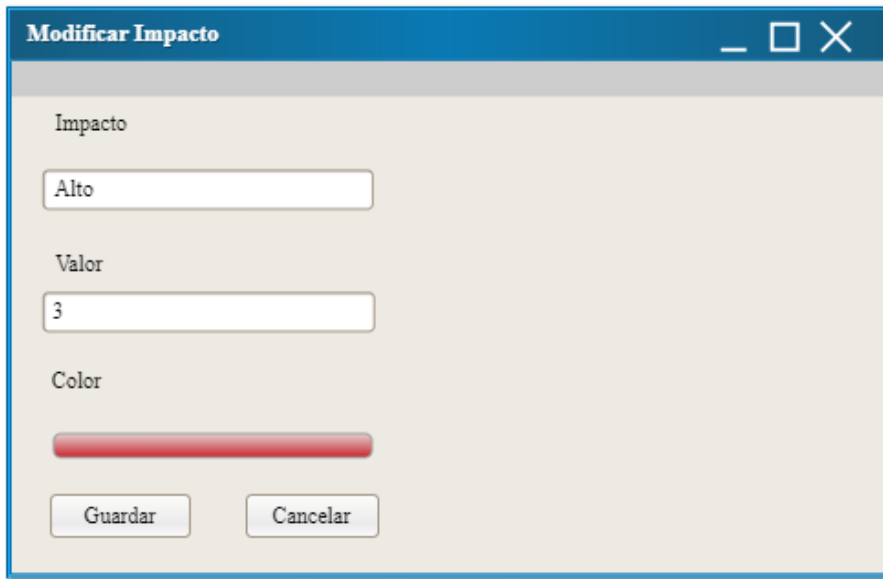 Modificar Impacto
Impacto
Alto
Valor
3
Color
Guardar Cancelar